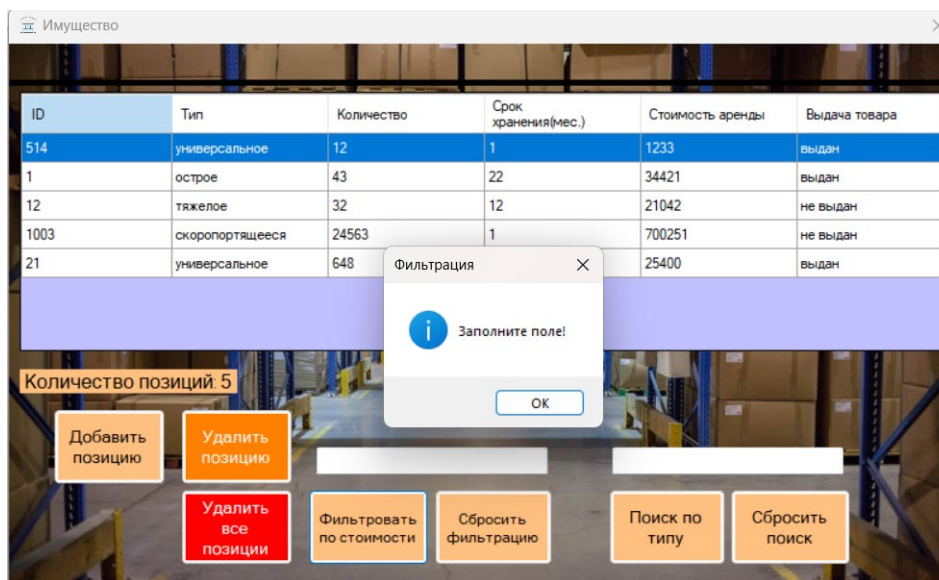 Имущество
ID Тип Количество Срок хранения(мес.) Стоимость аренды Выдача товара
514 универсальное 12 1 1233 выдан
1 острое 43 22 34421 выдан
12 тяжелое 32 12 21042 не выдан
1003 скоропортящееся 24563 1 700251 не выдан
21 универсальное 648 25400 выдан
Фильтрация
Заполните поле!
OK
Количество позиций: 5
Добавить
позицию
Удалить
позицию
Удалить
все
позиции
Фильтровать
по стоимости
Сбросить
фильтрацию
Поиск по
типу
Сбросить
поиск